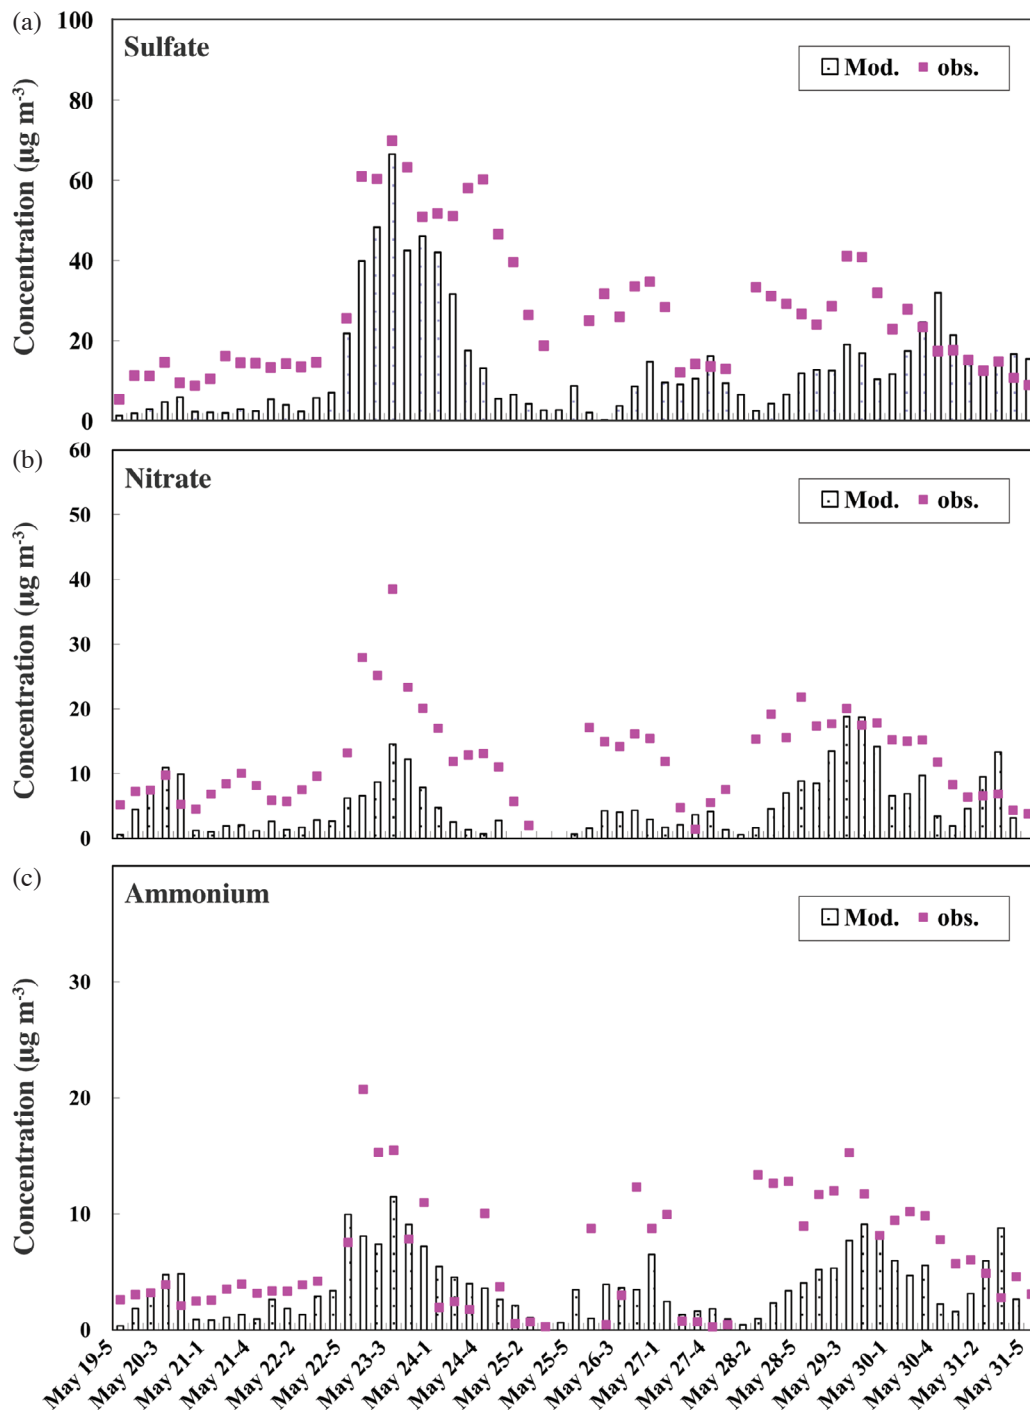 (a)
Sulfate
Mod. obs.
Concentration (µg m-3)
100
80
60
40
20
0
(b)
Nitrate
Mod. obs.
Concentration (µg m-3)
60
50
40
30
20
10
0
(c)
Ammonium
Mod. obs.
Concentration (µg m-3)
30
20
10
0
May 19-5
May 20-3
May 21-1
May 21-4
May 22-2
May 22-5
May 23-3
May 24-1
May 24-4
May 25-2
May 25-5
May 26-3
May 27-1
May 27-4
May 28-2
May 28-5
May 29-3
May 30-1
May 30-4
May 31-2
May 31-5